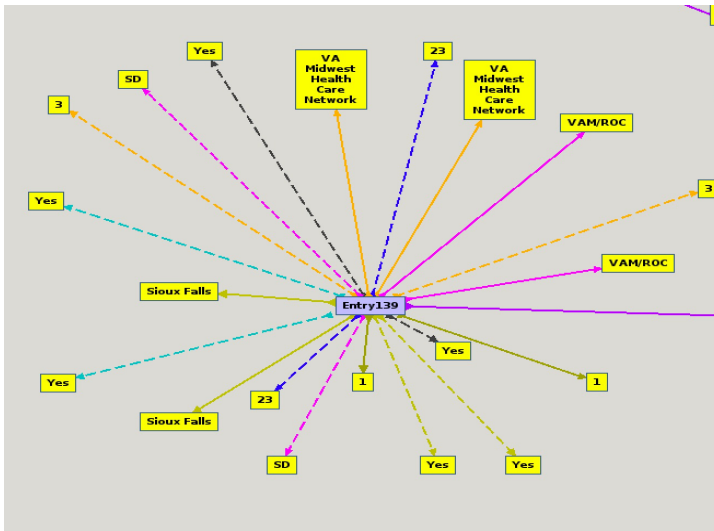 Yes
VA
Midwest
Health
Care
Network
23
VA
Midwest
Health
Care
Network
SD
3
VAM/ROC
Yes
3
VAM/ROC
Sioux Falls
Entry139
Yes
Yes
23
1
1
Sioux Falls
SD
Yes
Yes